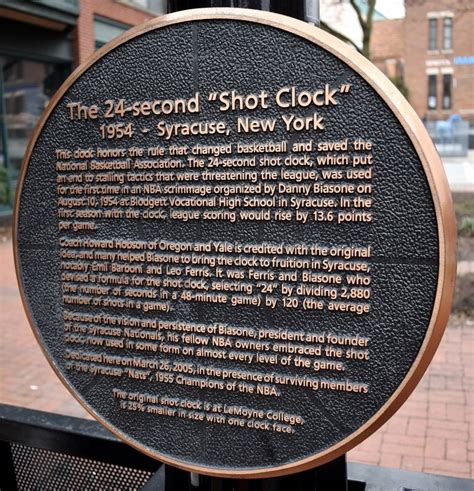 The 24-second "Shot Clock"
1954 - Syracuse, New York
This clock honors the rule that changed basketball and saved the
National Basketball Association. The 24-second shot clock, which put
an end to stalling tactics that were threatening the league, was used
for the first time in an NBA scrimmage organized by Danny Biasone on
August 10, 1954 at Blodgett Vocational High School in Syracuse. In the
first season with the clock, league scoring would rise by 13.6 points
per game.
Coach Howard Hobson of Oregon and Yale is credited with the original
idea, and many helped Biasone to bring the clock to fruition in Syracuse,
notably Emil Barboni and Leo Ferris. It was Ferris and Biasone who
devised a formula for the shot clock, selecting "24" by dividing 2,880
(the number of seconds in a 48-minute game) by 120 (the average
number of shots in a game).
Because of the vision and persistence of Biasone, president and founder
of the Syracuse Nationals, his fellow NBA owners embraced the shot
clock, now used in some form on almost every level of the game.
Dedicated here on March 26, 2005, in the presence of surviving members
of the Syracuse "Nats", 1955 Champions of the NBA.
The original shot clock is at LeMoyne College,
is 25% smaller in size with one clock face.